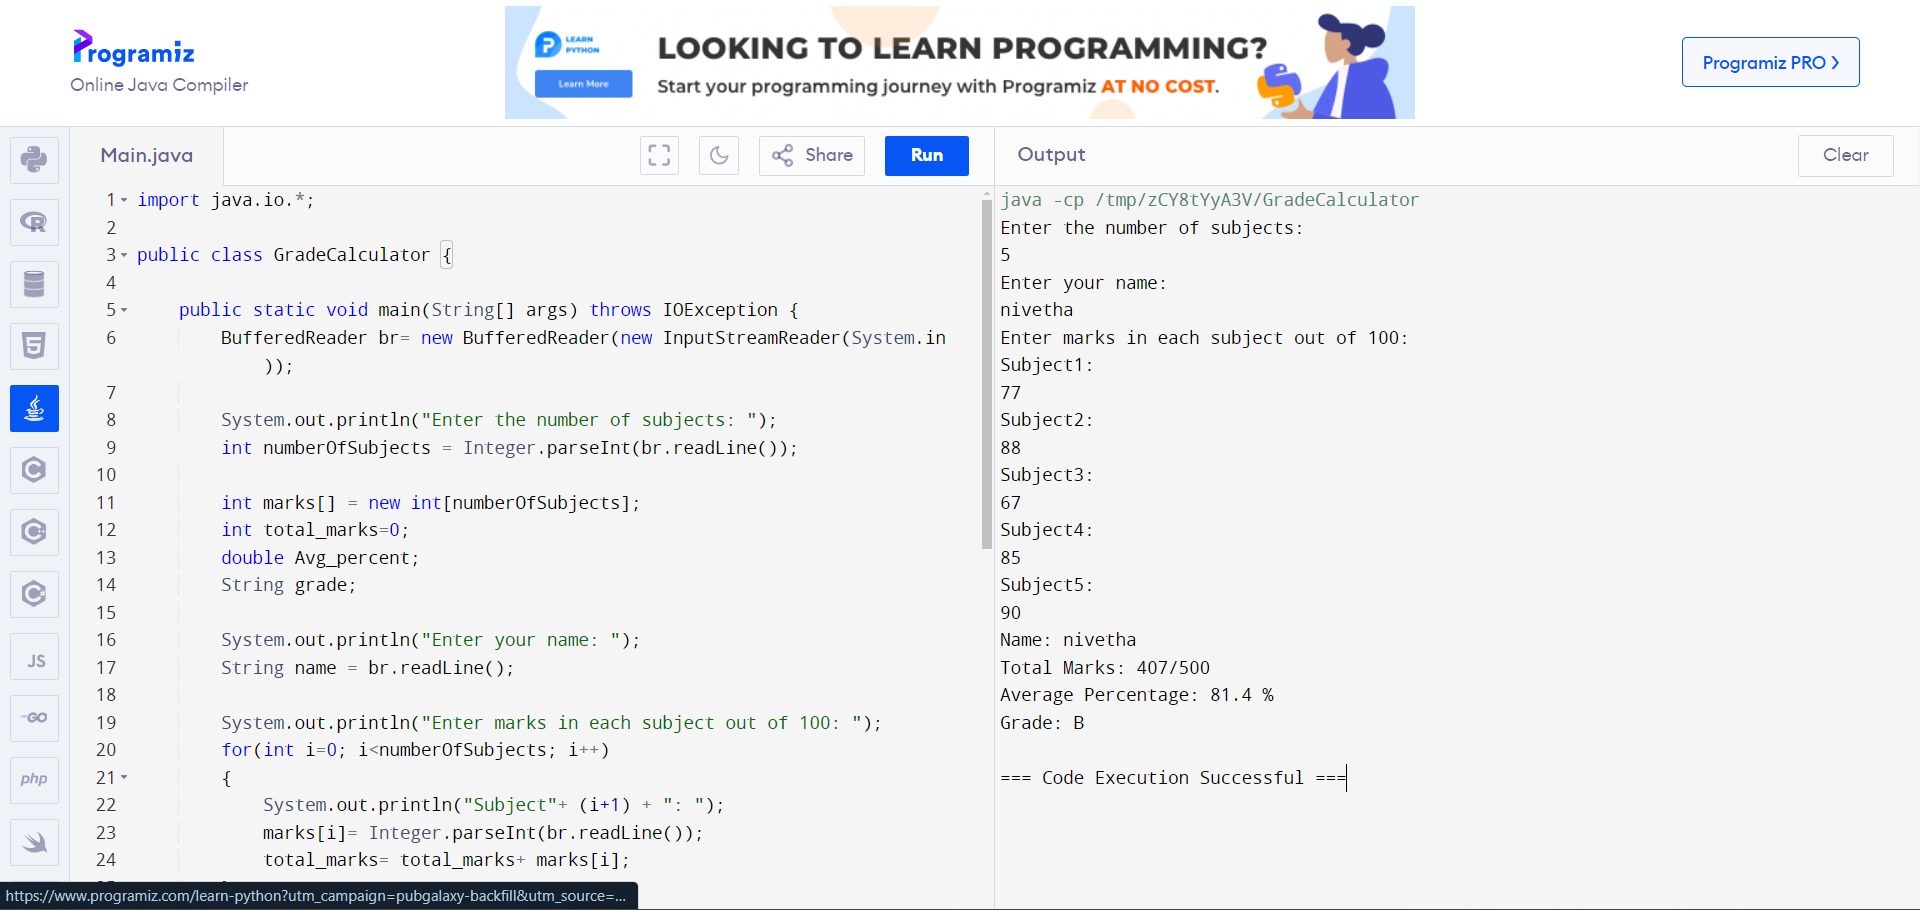 Programiz
Online Java Compiler
LEARN
PYTHON
Learn More
LOOKING TO LEARN PROGRAMMING?
Start your programming journey with Programiz AT NO COST.
Programiz PRO ›
Main.java
Share
Run
Output
Clear
JS
GO
php
1 import java.io.*;
2
3 public class GradeCalculator {
4
5 public static void main(String[] args) throws IOException {
6 BufferedReader br= new BufferedReader(new InputStreamReader(System.in
));
7
8 System.out.println("Enter the number of subjects: ");
9 int numberOfSubjects = Integer.parseInt(br.readLine());
10
11 int marks[] = new int[numberOfSubjects];
12 int total_marks=0;
13 double Avg_percent;
14 String grade;
15
16 System.out.println("Enter your name: ");
17 String name = br.readLine();
18
19 System.out.println("Enter marks in each subject out of 100: ");
20 for(int i=0; i<numberOfSubjects; i++)
21 {
22 System.out.println("Subject"+ (i+1) + ": ");
23 marks[i]= Integer.parseInt(br.readLine());
24 total_marks= total_marks+ marks[i];
java -cp /tmp/zCY8tYyA3V/GradeCalculator
Enter the number of subjects:
5
Enter your name:
nivetha
Enter marks in each subject out of 100:
Subject1:
77
Subject2:
88
Subject3:
67
Subject4:
85
Subject5:
90
Name: nivetha
Total Marks: 407/500
Average Percentage: 81.4 %
Grade: B
=== Code Execution Successful ===
https://www.programiz.com/learn-python?utm_campaign=pubgalaxy-backfill&utm_source=...